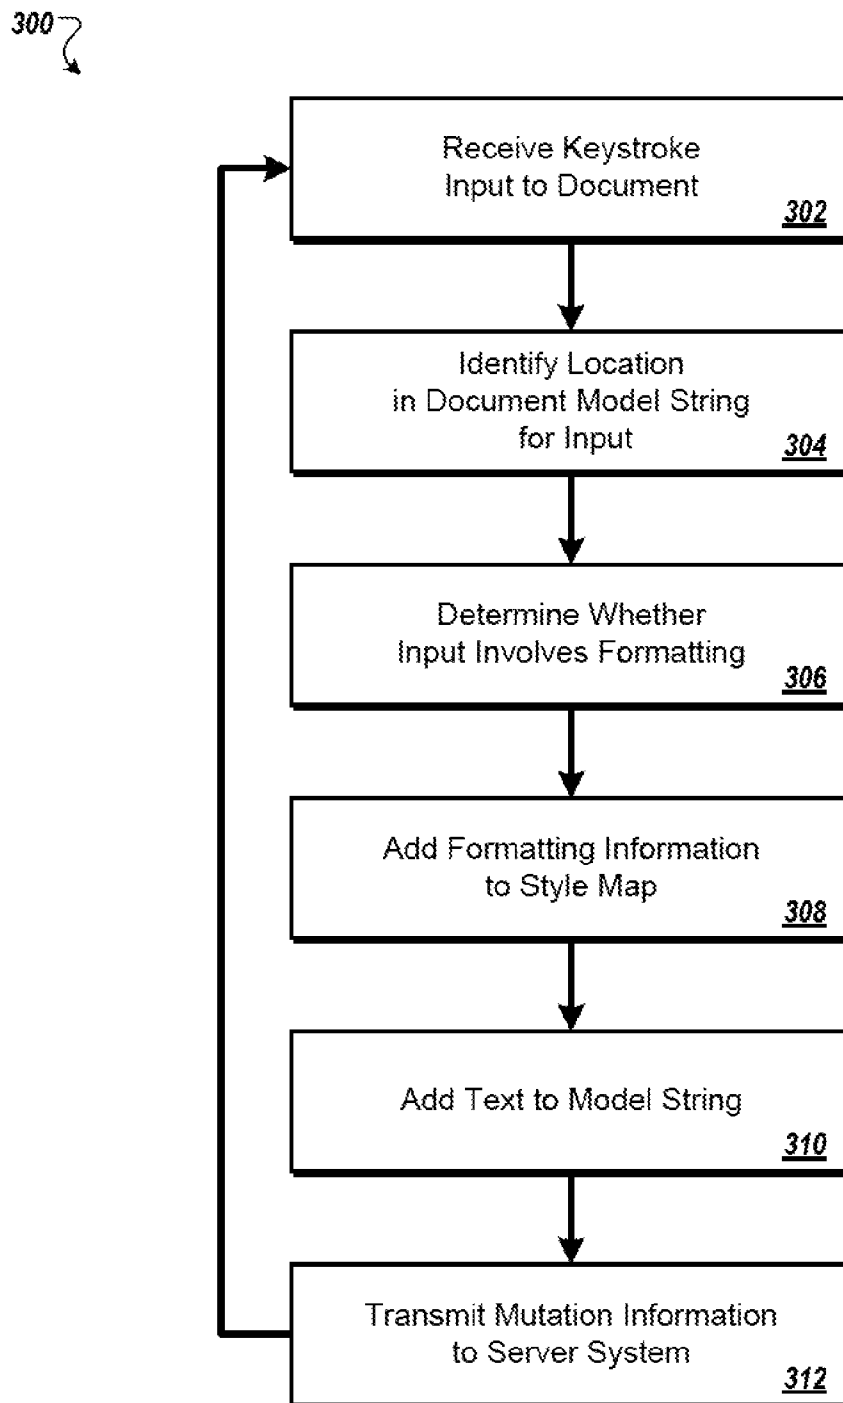 300
Receive Keystroke
Input to Document
302
Identify Location
in Document Model String
for Input
304
Determine Whether
Input Involves Formatting
306
Add Formatting Information
to Style Map
308
Add Text to Model String
310
Transmit Mutation Information
to Server System
312